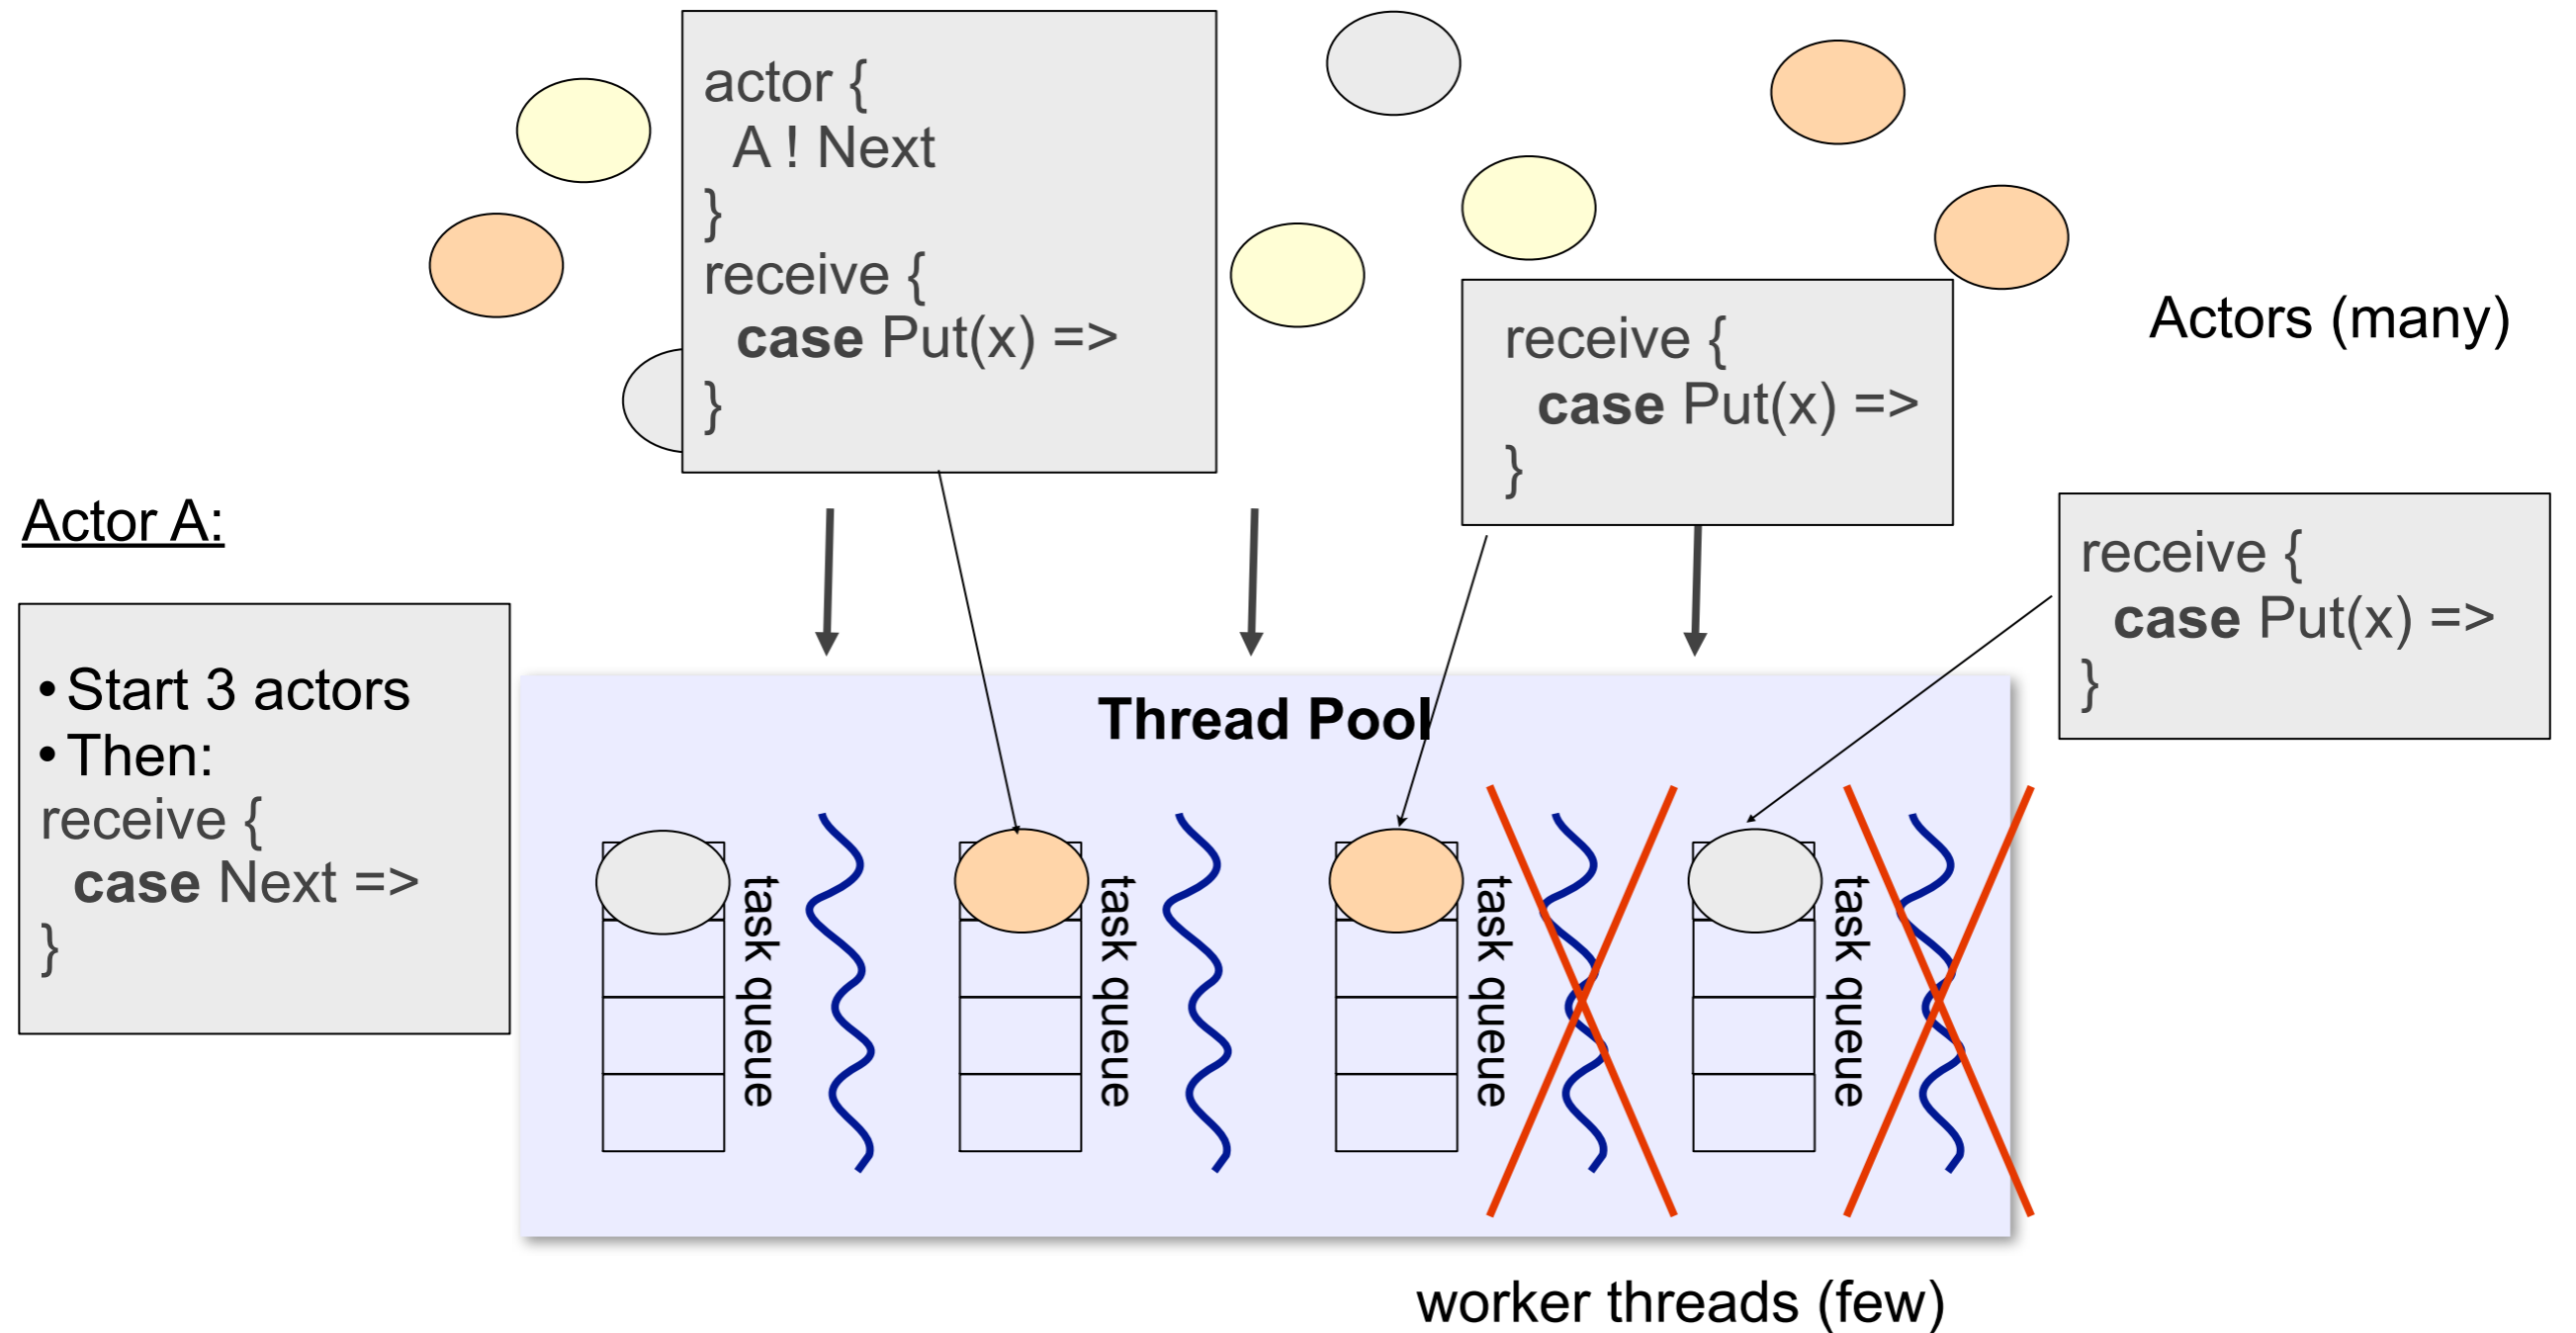 actor {
A ! Next
}
receive {
case Put(x) =>
}
receive {
case Put(x) =>
}
Actors (many)
receive {
case Put(x) =>
}
Actor A:
• Start 3 actors
• Then:
receive {
case Next =>
}
Thread Pool
task queue
task queue
task queue
task queue
worker threads (few)